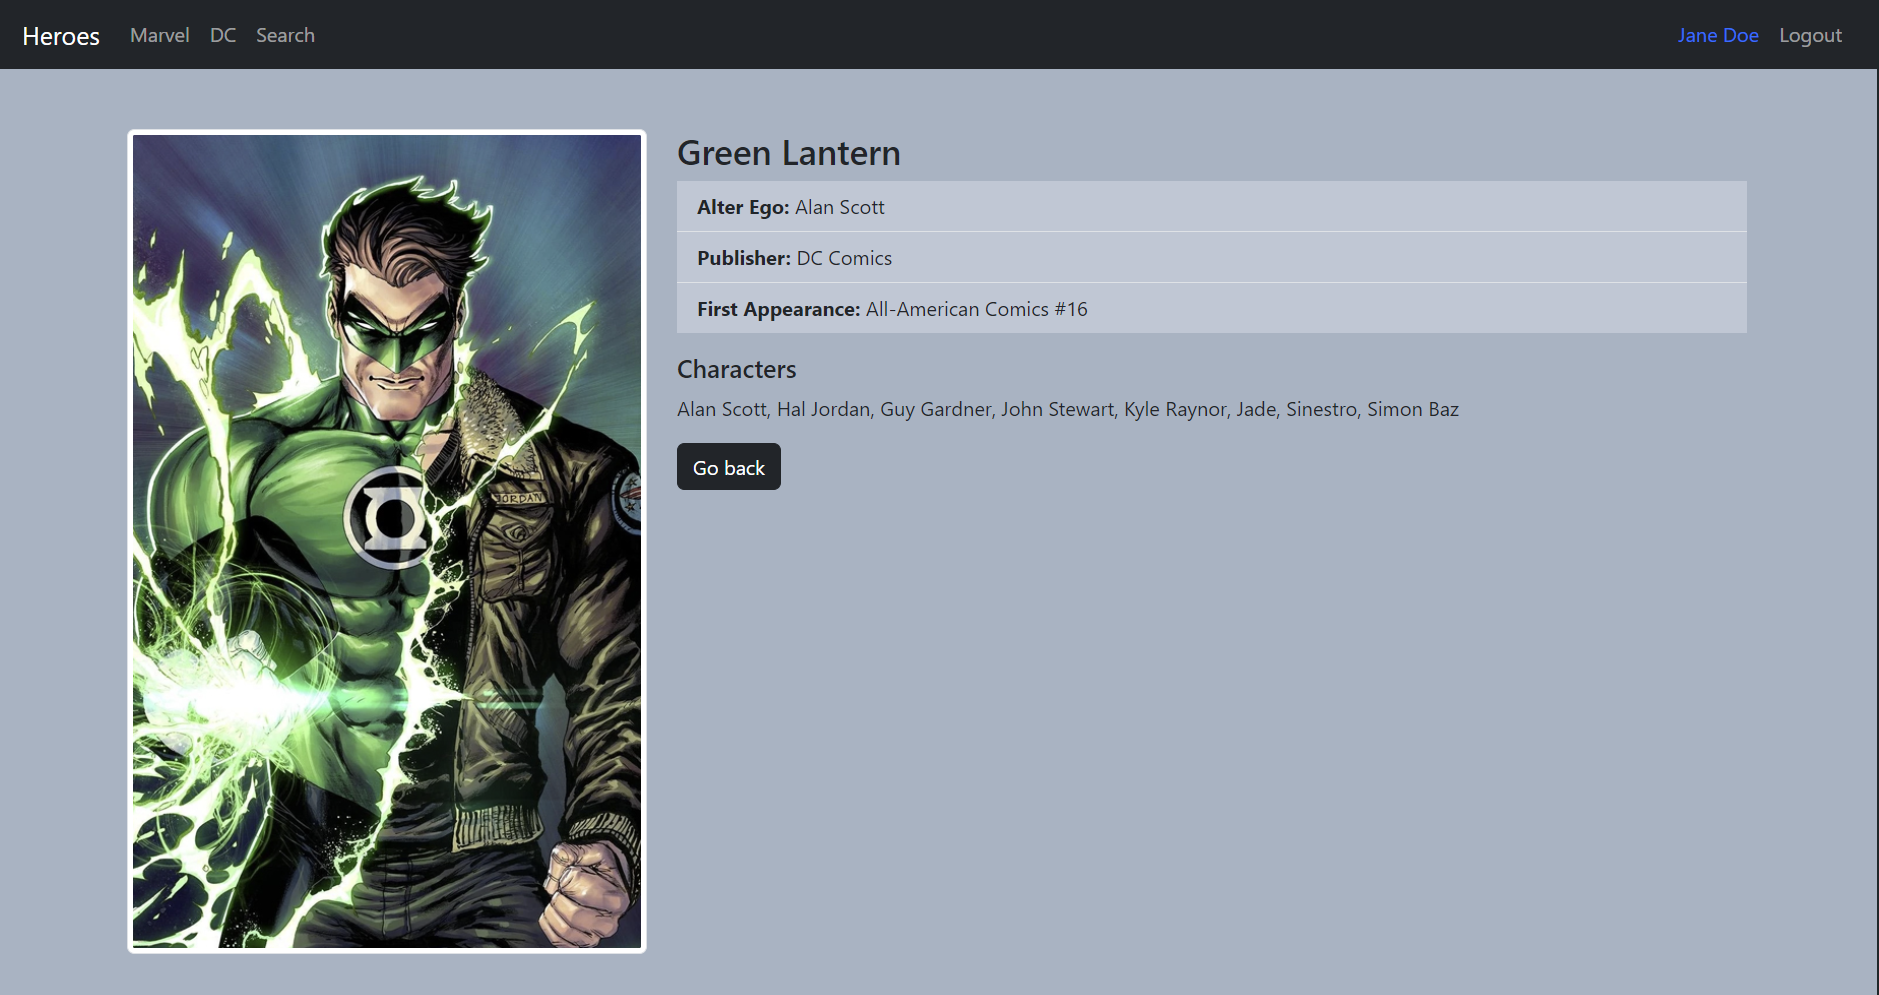 Heroes Marvel DC Search Jane Doe Logout
Green Lantern
Alter Ego: Alan Scott
Publisher: DC Comics
First Appearance: All-American Comics #16
Characters
Alan Scott, Hal Jordan, Guy Gardner, John Stewart, Kyle Raynor, Jade, Sinestro, Simon Baz
Go back
JORDAN